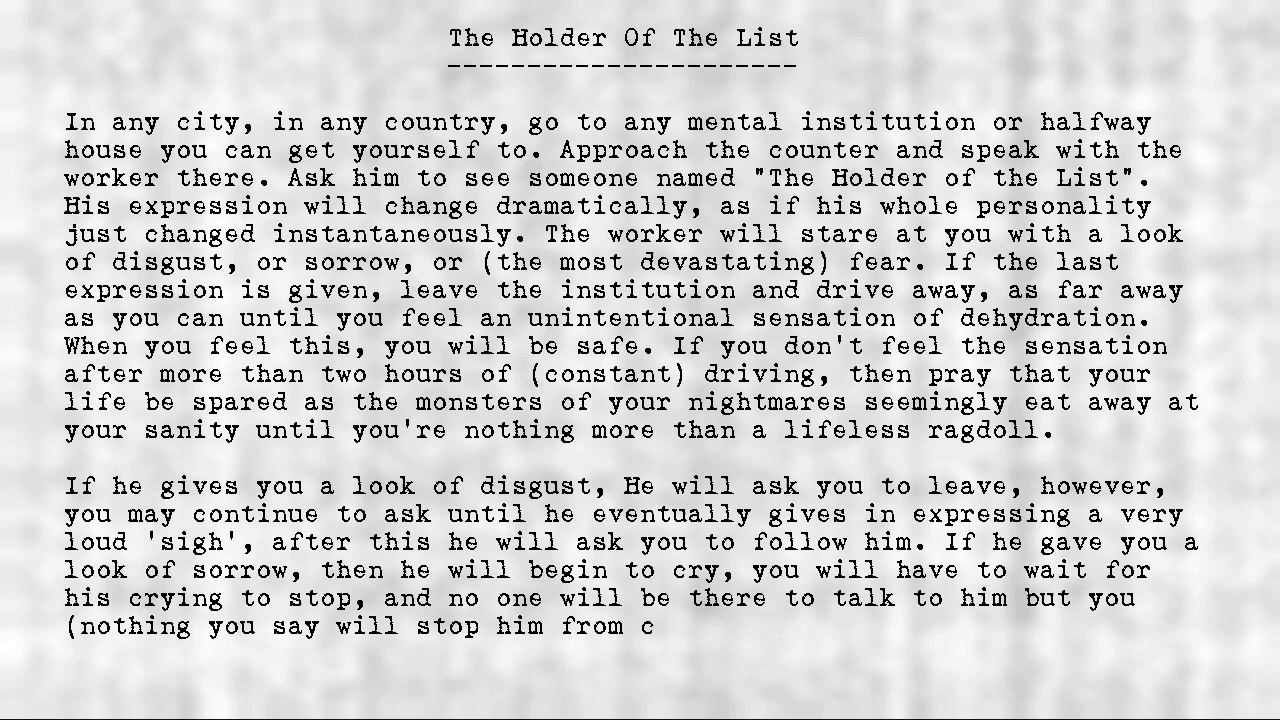 The Holder Of The List
----------------------
In any city, in any country, go to any mental institution or halfway
house you can get yourself to. Approach the counter and speak with the
worker there. Ask him to see someone named "The Holder of the List".
His expression will change dramatically, as if his whole personality
just changed instantaneously. The worker will stare at you with a look
of disgust, or sorrow, or (the most devastating) fear. If the last
expression is given, leave the institution and drive away, as far away
as you can until you feel an unintentional sensation of dehydration.
When you feel this, you will be safe. If you don't feel the sensation
after more than two hours of (constant) driving, then pray that your
life be spared as the monsters of your nightmares seemingly eat away at
your sanity until you're nothing more than a lifeless ragdoll.
If he gives you a look of disgust, He will ask you to leave, however,
you may continue to ask until he eventually gives in expressing a very
loud 'sigh', after this he will ask you to follow him. If he gave you a
look of sorrow, then he will begin to cry, you will have to wait for
his crying to stop, and no one will be there to talk to him but you
(nothing you say will stop him from c